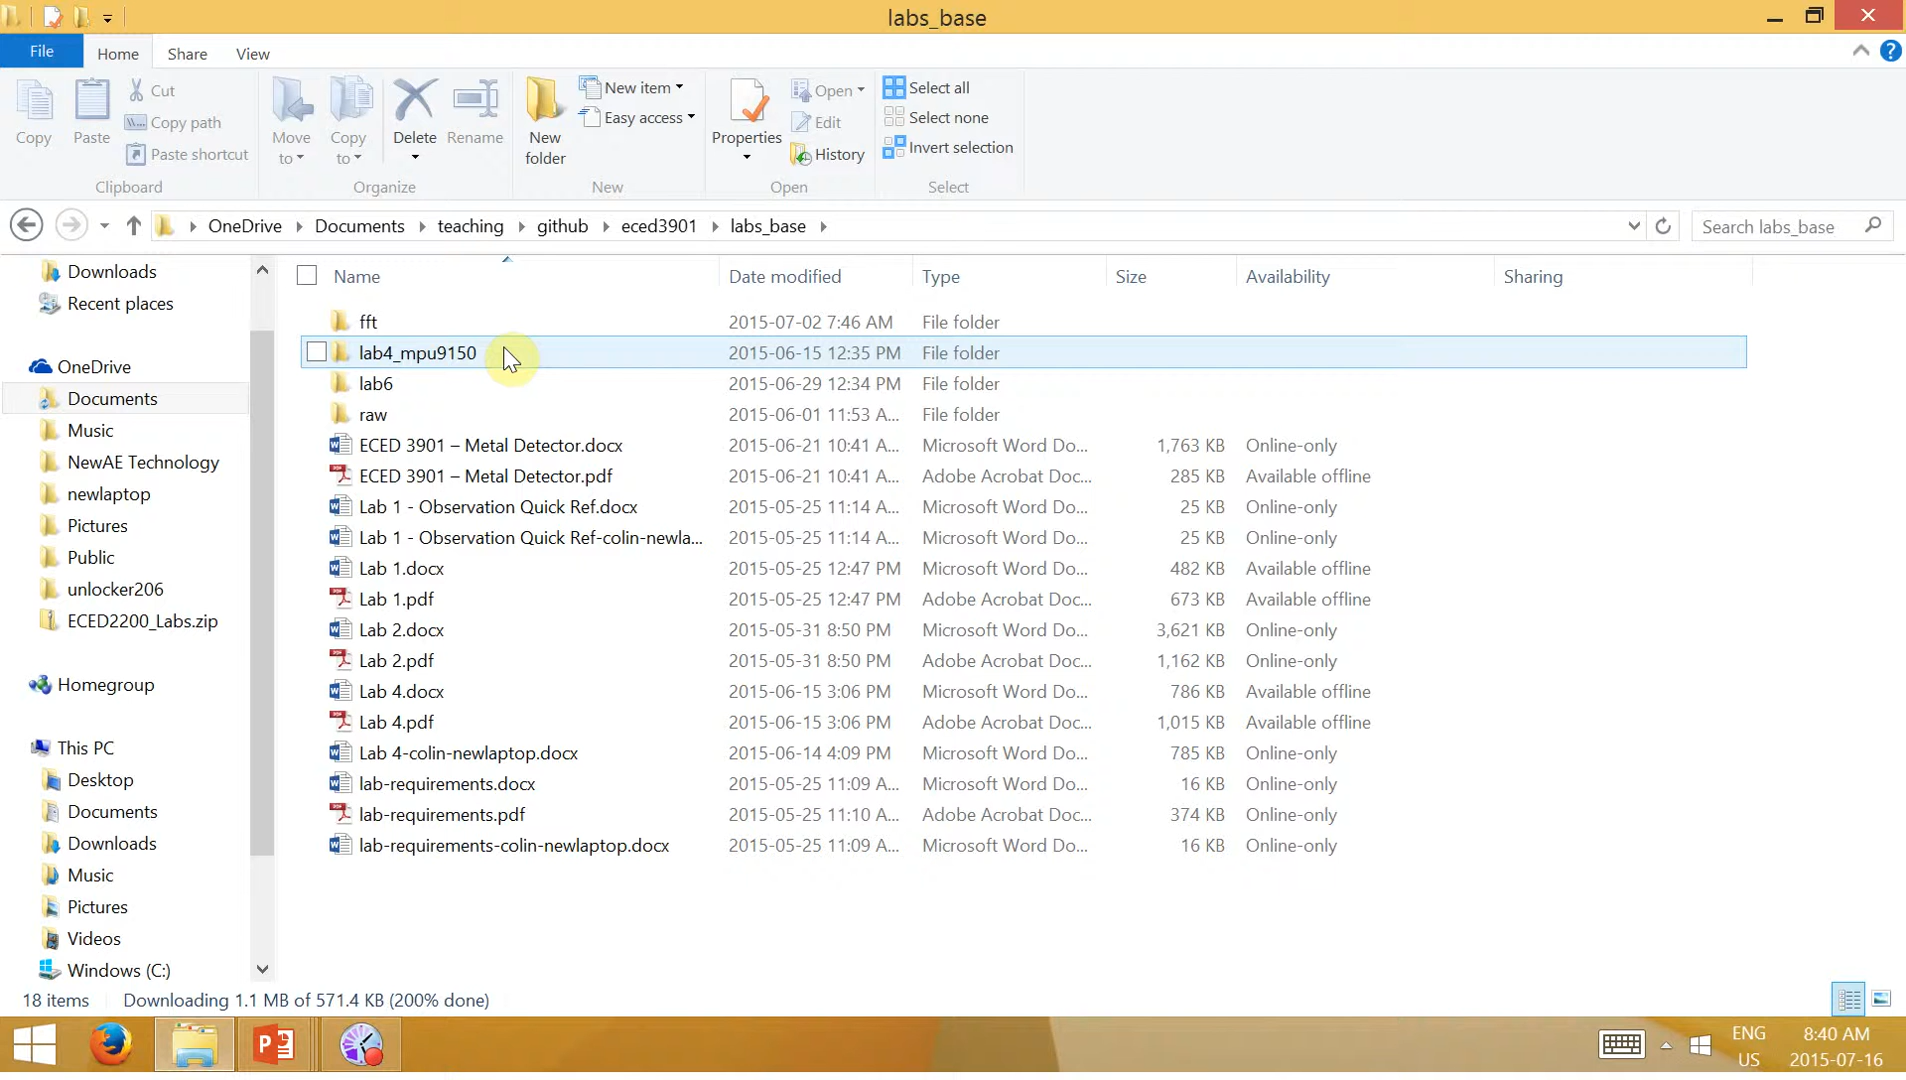 labs_base
File Home Share View
Copy Paste Cut Copy path Paste shortcut
Move to Copy to Delete Rename
New folder New item Easy access
Properties Open Edit History
Select all Select none Invert selection
Clipboard Organize New Open Select
OneDrive Documents teaching github eced3901 labs_base Search labs_base
Downloads
Recent places
OneDrive
Documents
Music
NewAE Technology
newlaptop
Pictures
Public
unlocker206
ECED2200_Labs.zip
Homegroup
This PC
Desktop
Documents
Downloads
Music
Pictures
Videos
Windows (C:)
Name Date modified Type Size Availability Sharing
fft 2015-07-02 7:46 AM File folder
lab4_mpu9150 2015-06-15 12:35 PM File folder
lab6 2015-06-29 12:34 PM File folder
raw 2015-06-01 11:53 A... File folder
ECED 3901 – Metal Detector.docx 2015-06-21 10:41 A... Microsoft Word Do... 1,763 KB Online-only
ECED 3901 – Metal Detector.pdf 2015-06-21 10:41 A... Adobe Acrobat Doc... 285 KB Available offline
Lab 1 - Observation Quick Ref.docx 2015-05-25 11:14 A... Microsoft Word Do... 25 KB Online-only
Lab 1 - Observation Quick Ref-colin-newla... 2015-05-25 11:14 A... Microsoft Word Do... 25 KB Online-only
Lab 1.docx 2015-05-25 12:47 PM Microsoft Word Do... 482 KB Available offline
Lab 1.pdf 2015-05-25 12:47 PM Adobe Acrobat Doc... 673 KB Available offline
Lab 2.docx 2015-05-31 8:50 PM Microsoft Word Do... 3,621 KB Online-only
Lab 2.pdf 2015-05-31 8:50 PM Adobe Acrobat Doc... 1,162 KB Online-only
Lab 4.docx 2015-06-15 3:06 PM Microsoft Word Do... 786 KB Available offline
Lab 4.pdf 2015-06-15 3:06 PM Adobe Acrobat Doc... 1,015 KB Available offline
Lab 4-colin-newlaptop.docx 2015-06-14 4:09 PM Microsoft Word Do... 785 KB Online-only
lab-requirements.docx 2015-05-25 11:09 A... Microsoft Word Do... 16 KB Online-only
lab-requirements.pdf 2015-05-25 11:10 A... Adobe Acrobat Doc... 374 KB Online-only
lab-requirements-colin-newlaptop.docx 2015-05-25 11:09 A... Microsoft Word Do... 16 KB Online-only
18 items Downloading 1.1 MB of 571.4 KB (200% done)
ENG 8:40 AM
US 2015-07-16